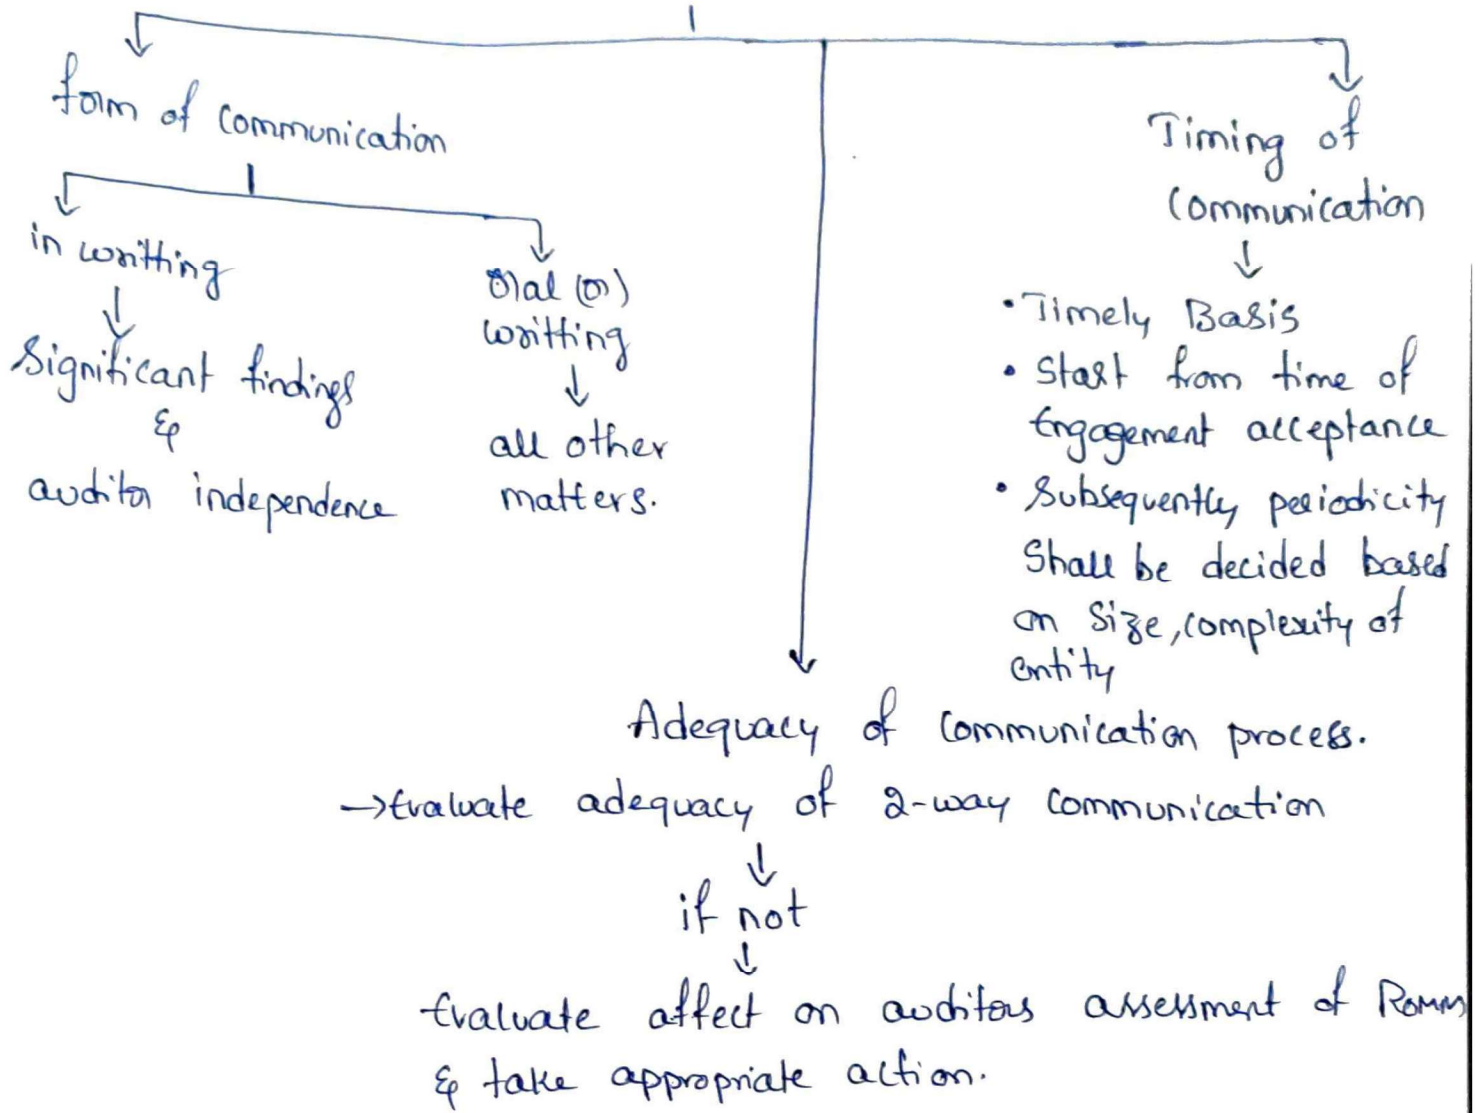 form of communication
in writting
Significant findings
&
auditor independence
Oral (or)
writting
all other
matters.
Timing of
Communication
• Timely Basis
• Start from time of
Engagement acceptance
• Subsequently periodicity
Shall be decided based
on Size, complexity of
entity
Adequacy of communication process.
→ Evaluate adequacy of 2-way communication
if not
Evaluate affect on auditors assessment of Romm
& take appropriate action.